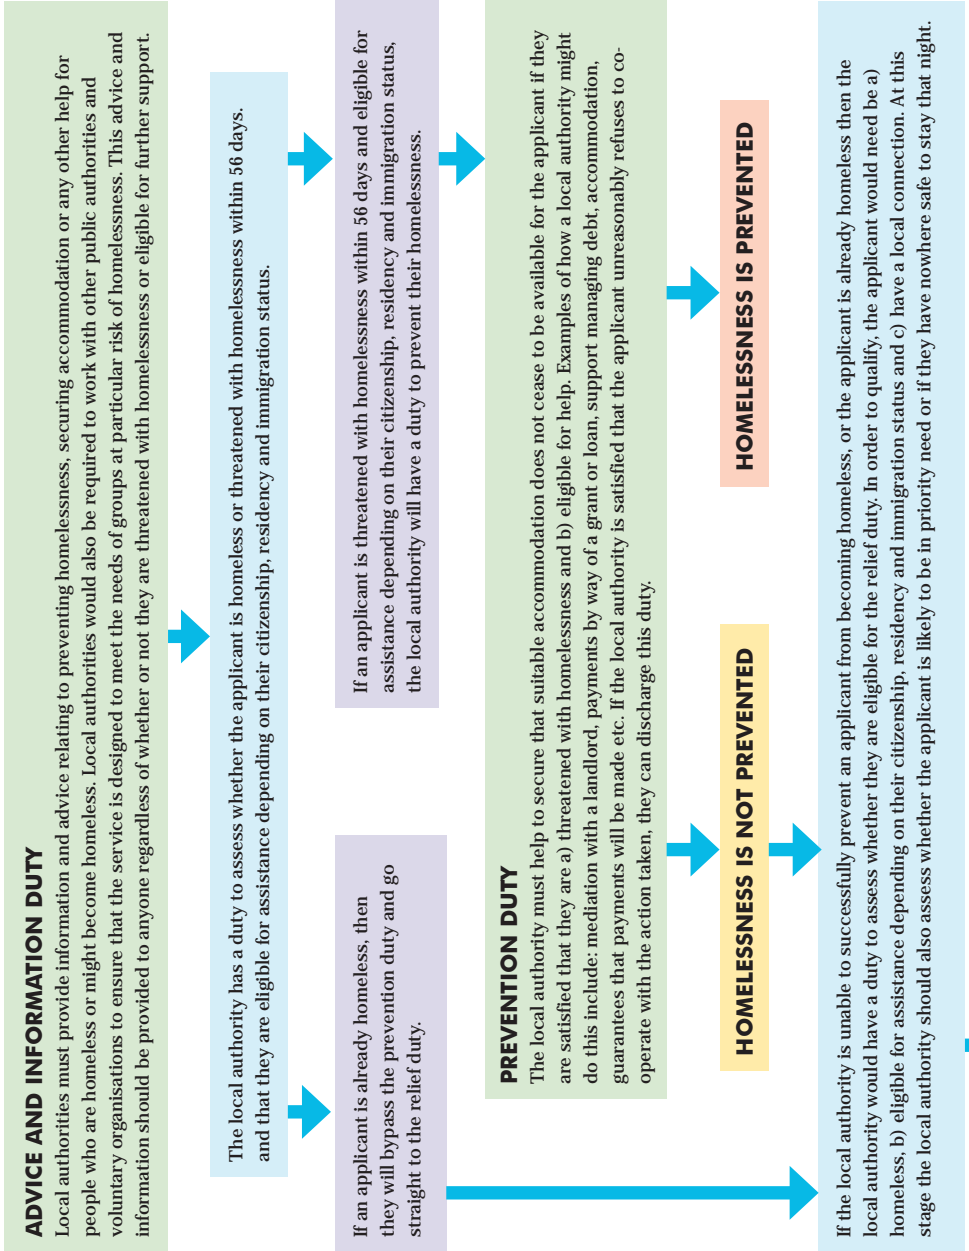 ADVICE AND INFORMATION DUTY
Local authorities must provide information and advice relating to preventing homelessness, securing accommodation or any other help for
people who are homeless or might become homeless. Local authorities would also be required to work with other public authorities and
voluntary organisations to ensure that the service is designed to meet the needs of groups at particular risk of homelessness. This advice and
information should be provided to anyone regardless of whether or not they are threatened with homelessness or eligible for further support.
The local authority has a duty to assess whether the applicant is homeless or threatened with homelessness within 56 days.
and that they are eligible for assistance depending on their citizenship, residency and immigration status.
If an applicant is already homeless, then
they will bypass the prevention duty and go
straight to the relief duty.
If an applicant is threatened with homelessness within 56 days and eligible for
assistance depending on their citizenship, residency and immigration status,
the local authority will have a duty to prevent their homelessness.
PREVENTION DUTY
The local authority must help to secure that suitable accommodation does not cease to be available for the applicant if they
are satisfied that they are a) threatened with homelessness and b) eligible for help. Examples of how a local authority might
do this include: mediation with a landlord, payments by way of a grant or loan, support managing debt, accommodation,
guarantees that payments will be made etc. If the local authority is satisfied that the applicant unreasonably refuses to co-
operate with the action taken, they can discharge this duty.
HOMELESSNESS IS NOT PREVENTED
HOMELESSNESS IS PREVENTED
If the local authority is unable to successfully prevent an applicant from becoming homeless, or the applicant is already homeless then the
local authority would have a duty to assess whether they are eligible for the relief duty. In order to qualify, the applicant would need be a)
homeless, b) eligible for assistance depending on their citizenship, residency and immigration status and c) have a local connection. At this
stage the local authority should also assess whether the applicant is likely to be in priority need or if they have nowhere safe to stay that night.